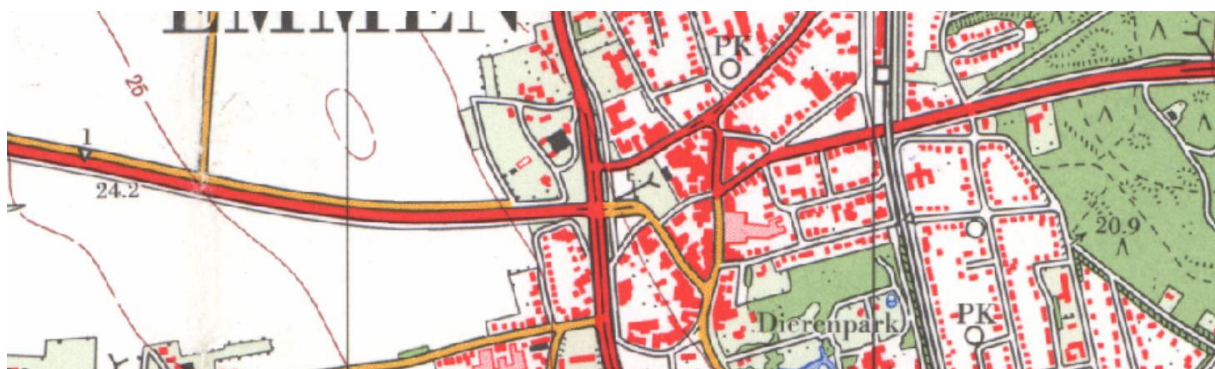 EMMEN
PK
26
1
24.2
20.9
Dierenpark
PK